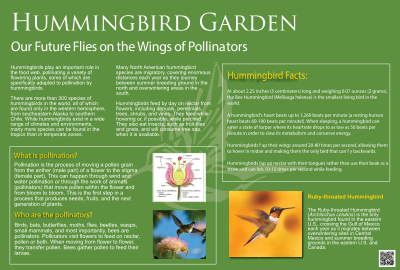 HUMMINGBIRD GARDEN
Our Future Flies on the Wings of Pollinators
Hummingbirds play an important role in
the food web, pollinating a variety of
flowering plants, some of which are
specifically adapted to pollination by
hummingbirds.
There are more than 300 species of
hummingbirds in the world, all of which
are found only in the western hemisphere,
from southeastern Alaska to southern
Chile. While hummingbirds exist in a wide
range of climates and environments,
many more species can be found in the
tropics than in temperate zones.
Many North American hummingbird
species are migratory, covering enormous
distances each year as they journey
between summer breeding ground in the
north and overwintering areas in the
south.
Hummingbirds feed by day on nectar from
flowers, including annuals, perennials,
trees, shrubs, and vines. They feed while
hovering or, if possible, while perched.
They also eat insects, such as fruit-flies
and gnats, and will consume tree sap,
when it is available.
What is pollination?
Pollination is the process of moving a pollen grain
from the anther (male part) of a flower to the stigma
(female part). This can happen through wind and
water pollination or through the work of animals
(pollinators) that move pollen within the flower and
from bloom to bloom. This is the first step in a
process that produces seeds, fruits, and the next
generation of plants.
Who are the pollinators?
Birds, bats, butterflies, moths, flies, beetles, wasps,
small mammals, and most importantly, bees are
pollinators. Pollinators visit flowers to feed on nectar,
pollen or both. When moving from flower to flower,
they transfer pollen. Bees gather pollen to feed their
larvae.
Hummingbird Facts:
At about 2.25 inches (5 centimeters) long and weighing 0.07 ounces (2 grams),
the Bee Hummingbird (Mellisuga helenae) is the smallest living bird in the
world.
A hummingbird's heart beats up to 1,260 beats per minute (a resting human
heart beats 60-100 beats per minute). When sleeping, a hummingbird can
enter a state of torpor where its heartrate drops to as low as 50 beats per
minute in order to slow its metabolism and conserve energy.
Hummingbirds flap their wings around 20-80 times per second, allowing them
to hover in midair and making them the only bird that can fly backwards.
Hummingbirds lap up nectar with their tongues rather than use their beak as a
straw and can lick 10-15 times per second while feeding.
Ruby-throated Hummingbird
The Ruby-throated Hummingbird
(Archilochus colubris) is the only
hummingbird found in the eastern
U.S., crossing the Gulf of Mexico
each year as it migrates between
overwintering sites in Central
Mexico and summer breeding
grounds in the eastern U.S. and
Canada.